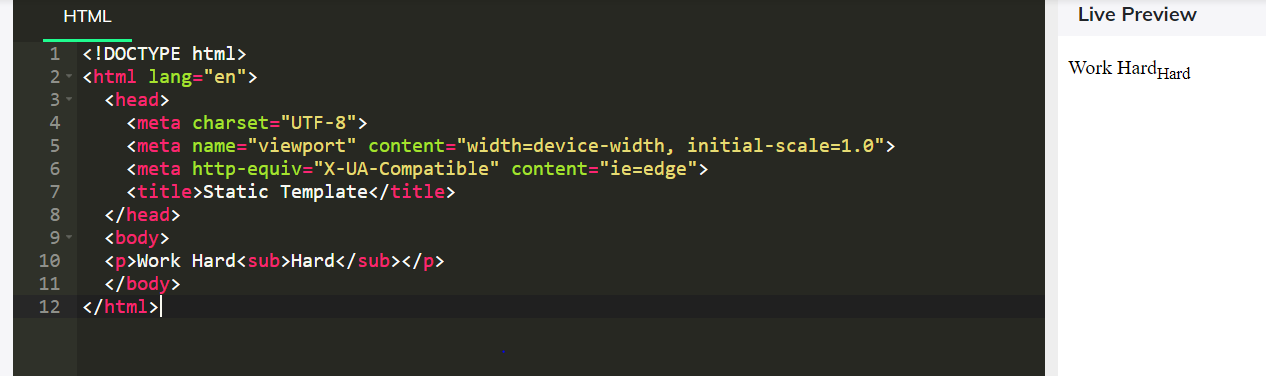 HTML
1 <!DOCTYPE html>
2 <html lang="en">
3 <head>
4 <meta charset="UTF-8">
5 <meta name="viewport" content="width=device-width, initial-scale=1.0">
6 <meta http-equiv="X-UA-Compatible" content="ie=edge">
7 <title>Static Template</title>
8 </head>
9 <body>
10 <p>Work Hard<sub>Hard</sub></p>
11 </body>
12 </html>
Live Preview
Work HardHard